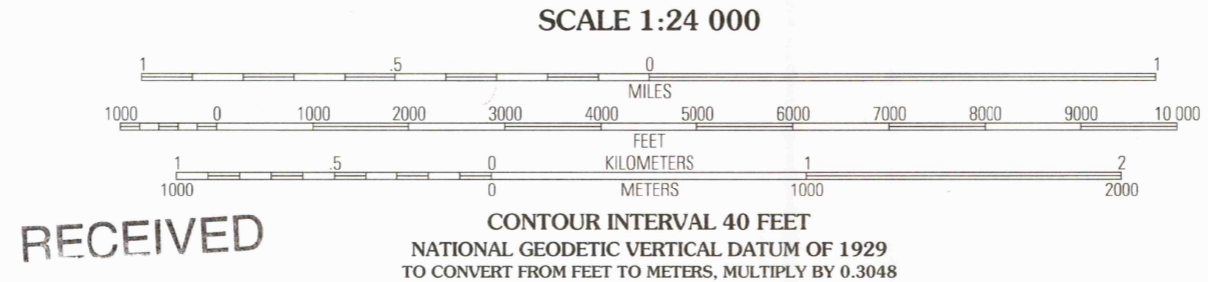 SCALE 1:24 000
1 .5 0 1
MILES
1000 0 1000 2000 3000 4000 5000 6000 7000 8000 9000 10 000
FEET
1 .5 0 KILOMETERS 1 2
1000 0 METERS 1000 2000
RECEIVED
CONTOUR INTERVAL 40 FEET
NATIONAL GEODETIC VERTICAL DATUM OF 1929
TO CONVERT FROM FEET TO METERS, MULTIPLY BY 0.3048